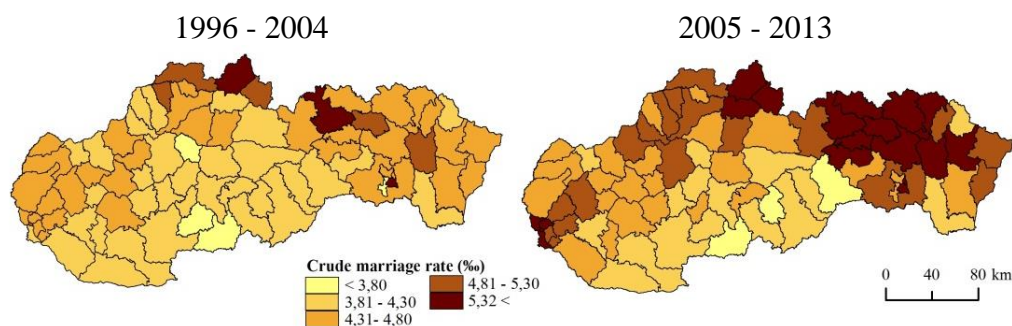 1996 - 2004
2005 - 2013
Crude marriage rate (‰)
< 3,80
3,81 - 4,30
4,31- 4,80
4,81 - 5,30
5,32 <
0 40 80 km